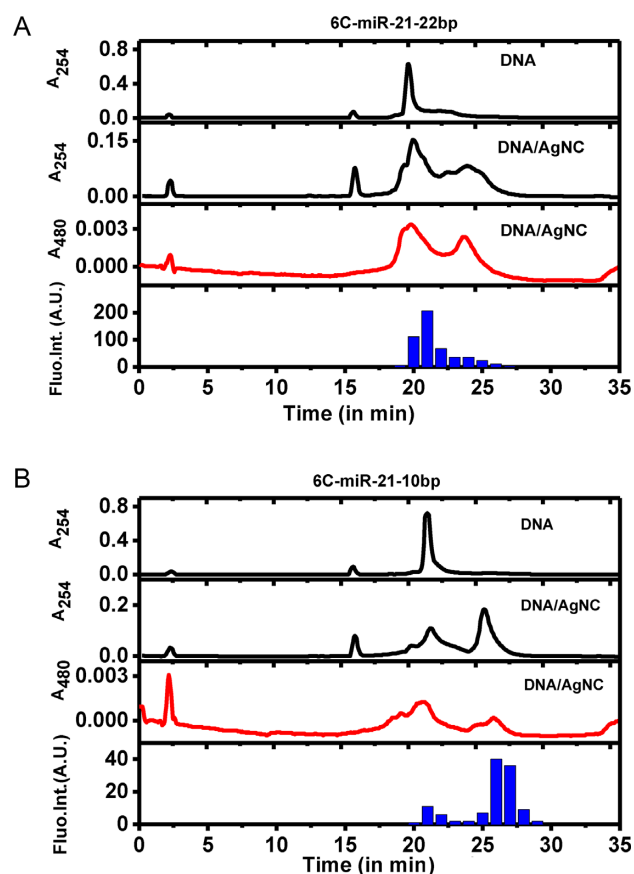 A
6C-miR-21-22bp
A254
0.8
0.4
0.0
DNA
A254
0.15
0.00
DNA/AgNC
A480
0.003
0.000
DNA/AgNC
Fluo.Int. (A.U.)
200
100
0
0 5 10 15 20 25 30 35
Time (in min)
B
6C-miR-21-10bp
A254
0.8
0.4
0.0
DNA
A254
0.2
0.0
DNA/AgNC
A480
0.003
0.000
DNA/AgNC
Fluo.Int.(A.U.)
40
20
0
0 5 10 15 20 25 30 35
Time (in min)